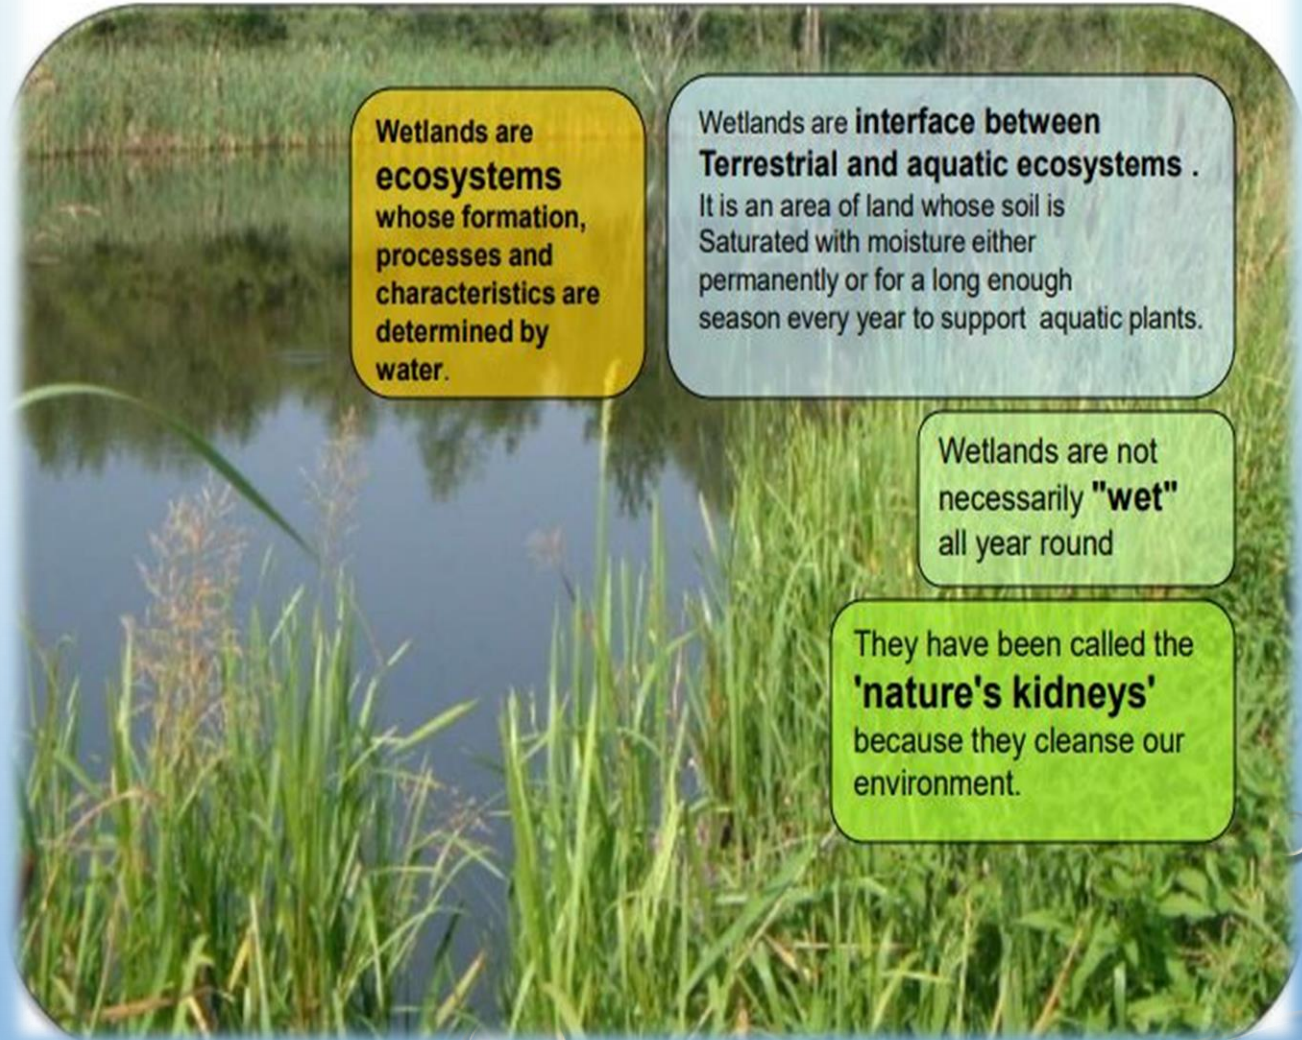 Wetlands are
ecosystems
whose formation,
processes and
characteristics are
determined by
water.
Wetlands are interface between
Terrestrial and aquatic ecosystems .
It is an area of land whose soil is
Saturated with moisture either
permanently or for a long enough
season every year to support aquatic plants.
Wetlands are not
necessarily "wet"
all year round
They have been called the
'nature's kidneys'
because they cleanse our
environment.